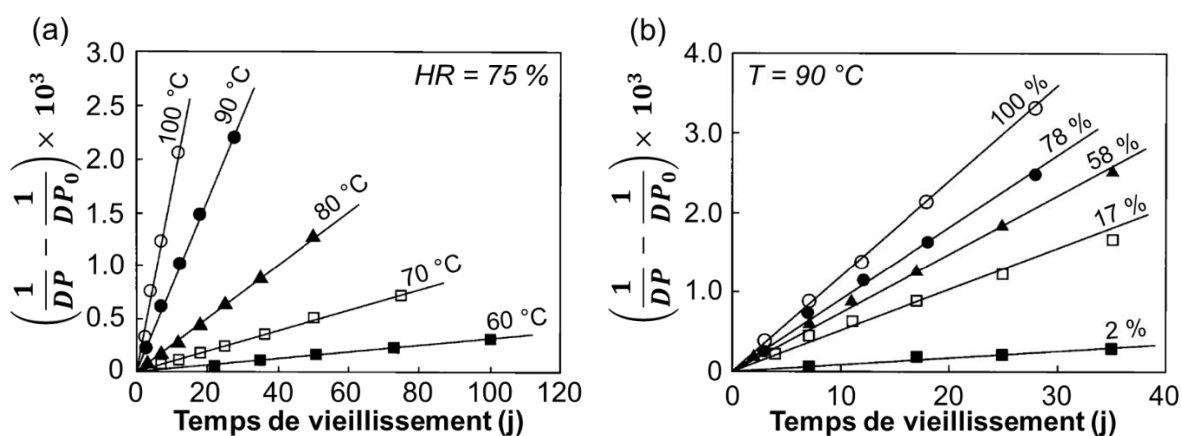 (a)
3.0
2.5
2.0
1.5
1.0
0.5
0
(1/DP − 1/DP₀) × 10³
HR = 75 %
100 °C
90 °C
80 °C
70 °C
60 °C
0 20 40 60 80 100 120
Temps de vieillissement (j)
(b)
4.0
3.0
2.0
1.0
0
(1/DP − 1/DP₀) × 10³
T = 90 °C
100 %
78 %
58 %
17 %
2 %
0 10 20 30 40
Temps de vieillissement (j)